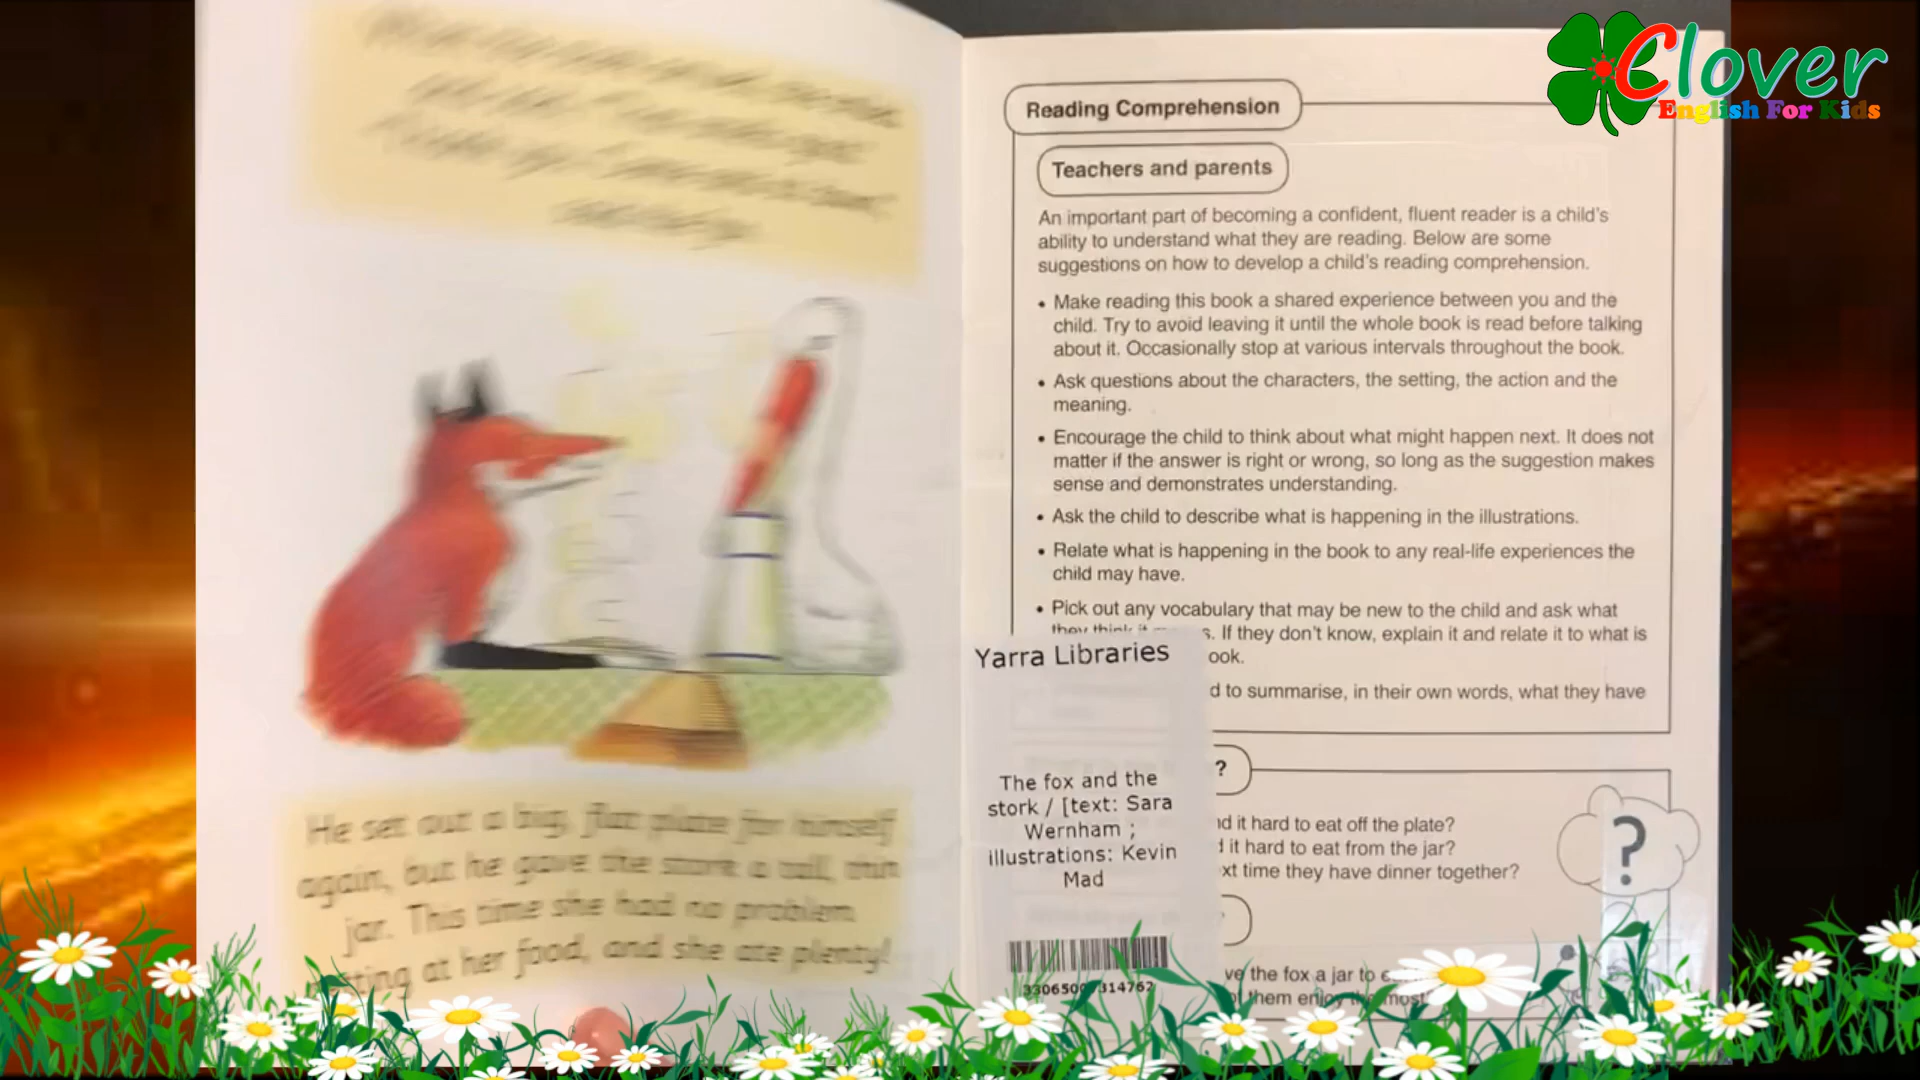 He set out a big, flat plate for himself
again, but he gave the stork a tall, thin
jar. This time she had no problem
at her food, and she ate plenty!
Clover
English For Kids
Reading Comprehension
Teachers and parents
An important part of becoming a confident, fluent reader is a child's
ability to understand what they are reading. Below are some
suggestions on how to develop a child's reading comprehension.
• Make reading this book a shared experience between you and the
child. Try to avoid leaving it until the whole book is read before talking
about it. Occasionally stop at various intervals throughout the book.
• Ask questions about the characters, the setting, the action and the
meaning.
• Encourage the child to think about what might happen next. It does not
matter if the answer is right or wrong, so long as the suggestion makes
sense and demonstrates understanding.
• Ask the child to describe what is happening in the illustrations.
• Relate what is happening in the book to any real-life experiences the
child may have.
• Pick out any vocabulary that may be new to the child and ask what
they think it s. If they don't know, explain it and relate it to what is
ook.
d to summarise, in their own words, what they have
?
nd it hard to eat off the plate?
d it hard to eat from the jar?
xt time they have dinner together?
?
ve the fox a jar to
them enjoy most
Yarra Libraries
The fox and the
stork / [text: Sara
Wernham ;
illustrations: Kevin
Mad